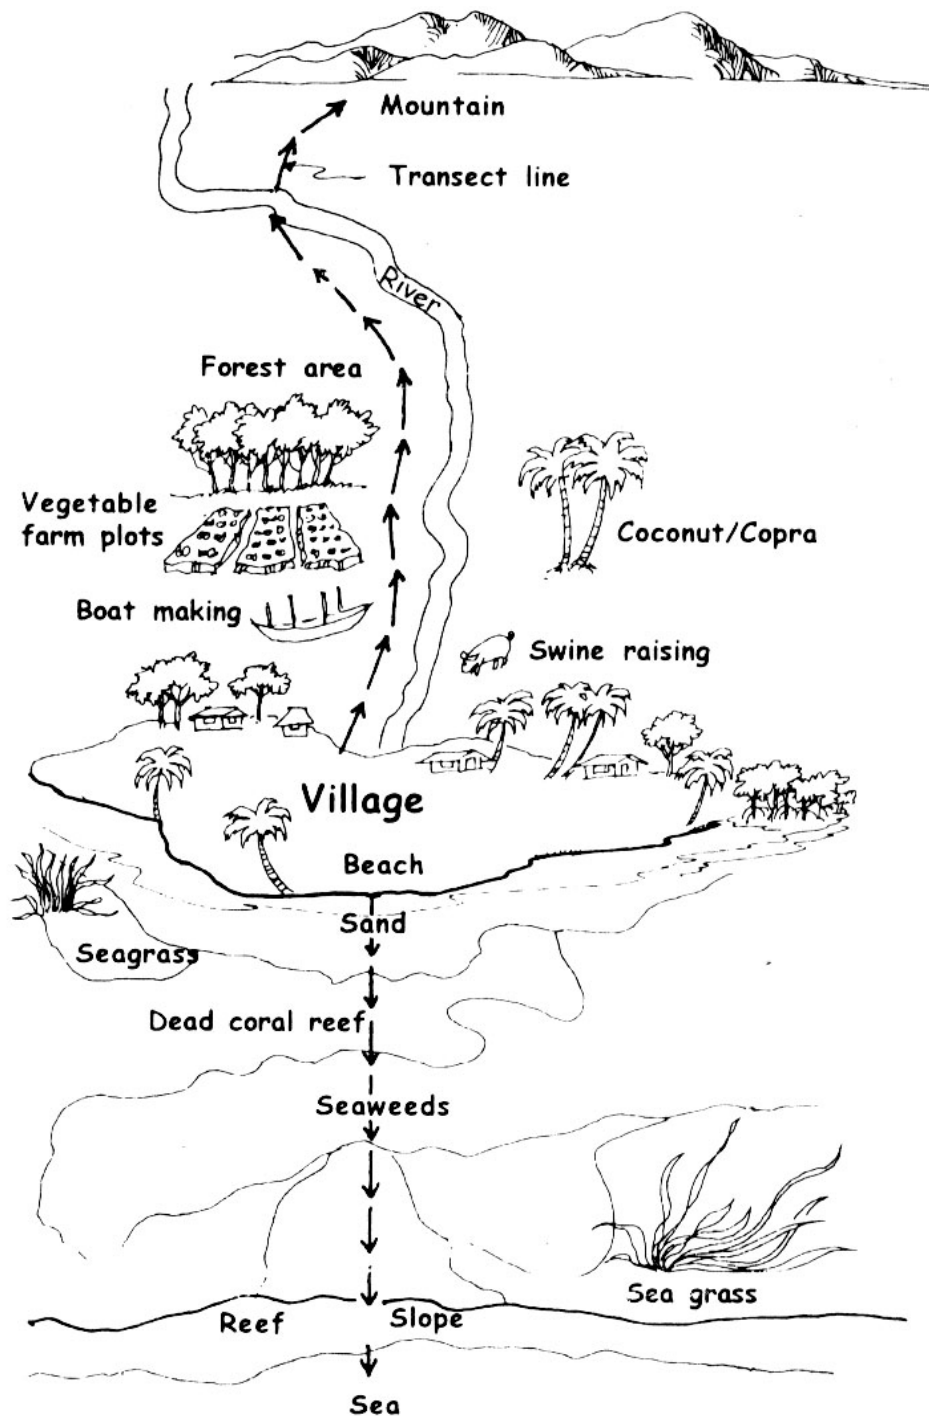 Mountain
Transect line
River
Forest area
Vegetable
farm plots
Coconut/Copra
Boat making
Swine raising
Village
Beach
Sand
Seagrass
Dead coral reef
Seaweeds
Sea grass
Reef Slope
Sea